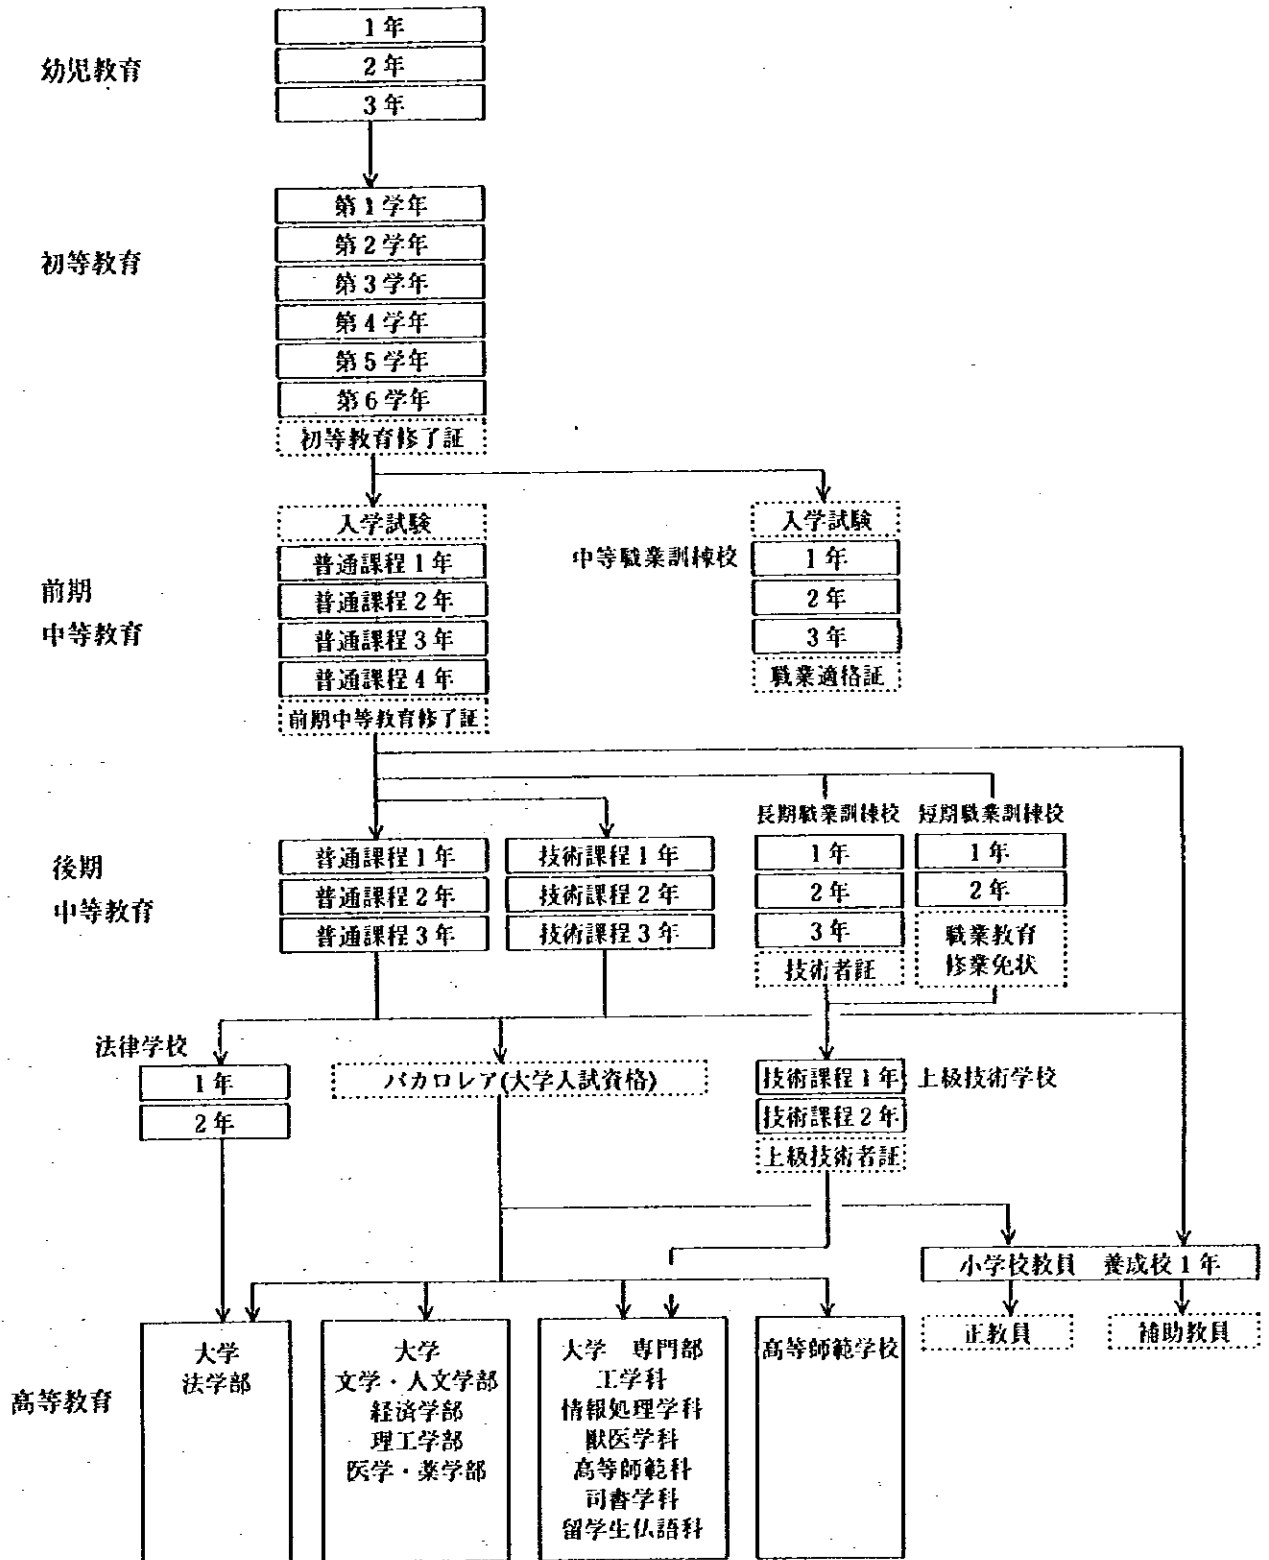 幼児教育
1年
2年
3年
初等教育
第1学年
第2学年
第3学年
第4学年
第5学年
第6学年
初等教育修了証
前期
中等教育
入学試験
普通課程1年
普通課程2年
普通課程3年
普通課程4年
前期中等教育修了証
中等職業訓練校
入学試験
1年
2年
3年
職業適格証
後期
中等教育
普通課程1年
普通課程2年
普通課程3年
技術課程1年
技術課程2年
技術課程3年
長期職業訓練校
1年
2年
3年
技術者証
短期職業訓練校
1年
2年
職業教育
修業免状
法律学校
1年
2年
バカロレア(大学入試資格)
技術課程1年
技術課程2年
上級技術者証
上級技術学校
小学校教員 養成校1年
正教員
補助教員
高等教育
大学
法学部
大学
文学・人文学部
経済学部
理工学部
医学・薬学部
大学 専門部
工学科
情報処理学科
獣医学科
高等師範科
司書学科
留学生仏語科
高等師範学校